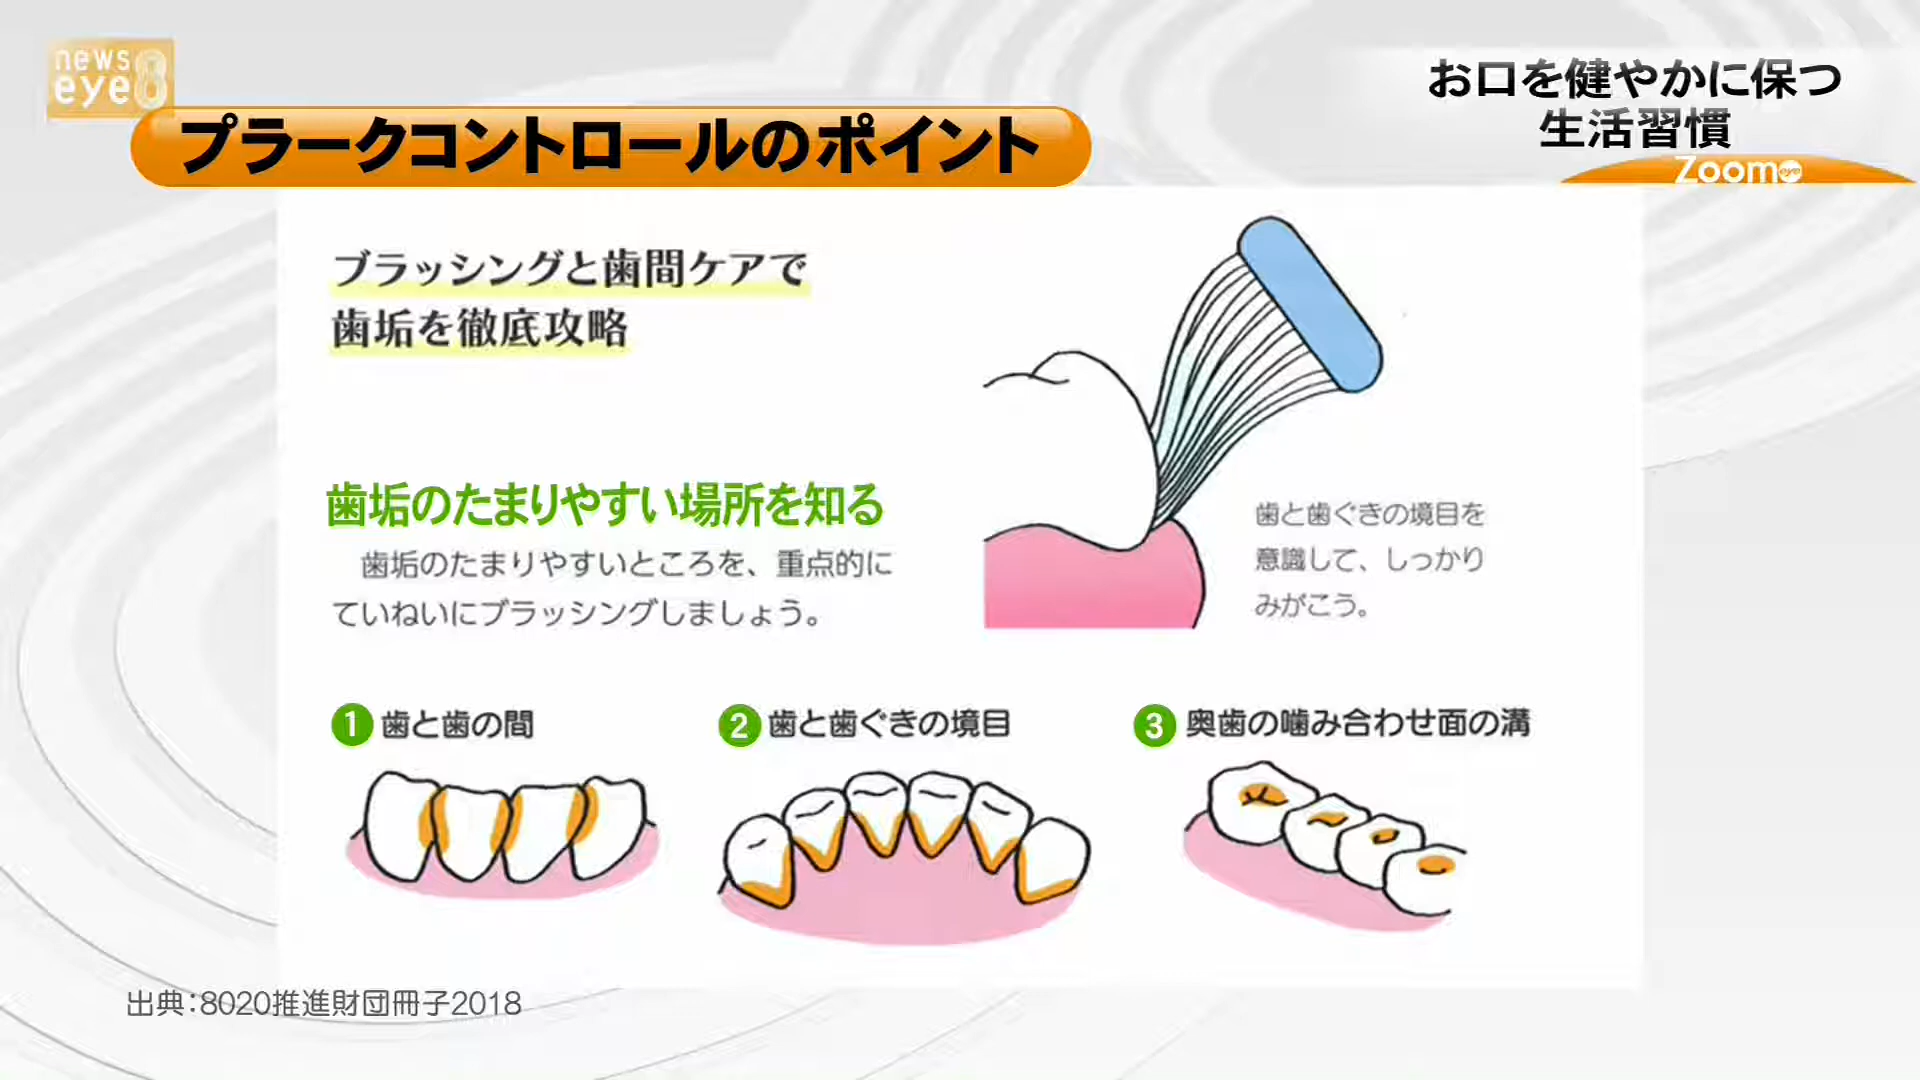 news
eye8
お口を健やかに保つ
生活習慣
Zoom eye
プラークコントロールのポイント
ブラッシングと歯間ケアで
歯垢を徹底攻略
歯垢のたまりやすい場所を知る
歯垢のたまりやすいところを、重点的に
ていねいにブラッシングしましょう。
歯と歯ぐきの境目を
意識して、しっかり
みがこう。
1 歯と歯の間
2 歯と歯ぐきの境目
3 奥歯の噛み合わせ面の溝
出典:8020推進財団冊子2018